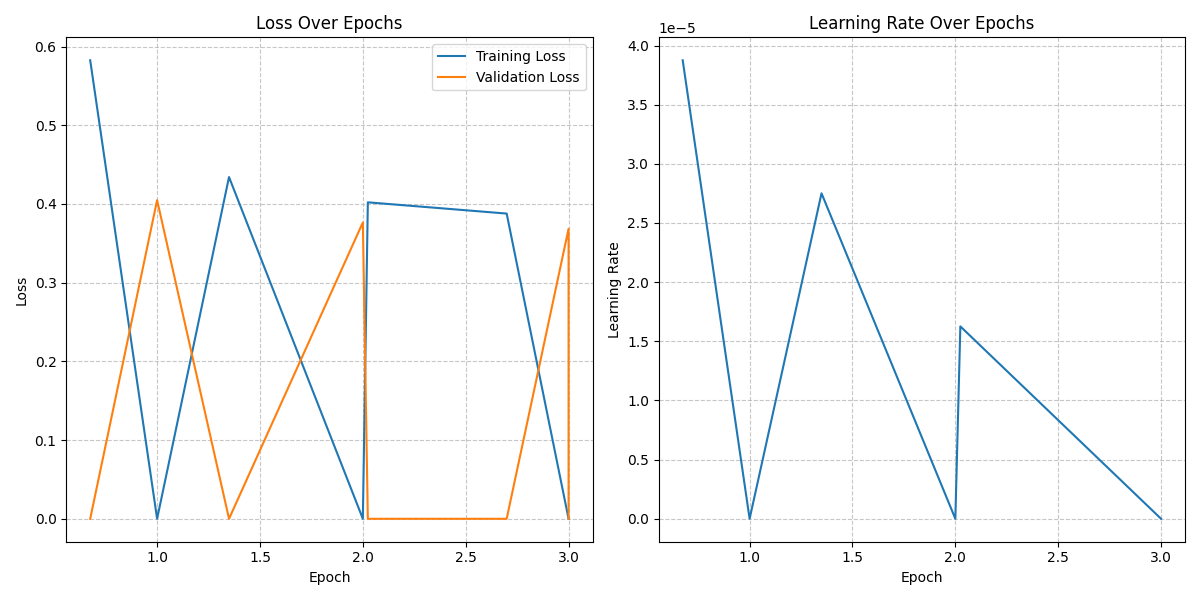 Loss Over Epochs
Training Loss
Validation Loss
0.6
0.5
0.4
0.3
0.2
0.1
0.0
Loss
1.0 1.5 2.0 2.5 3.0
Epoch
Learning Rate Over Epochs
1e−5
4.0
3.5
3.0
2.5
2.0
1.5
1.0
0.5
0.0
Learning Rate
1.0 1.5 2.0 2.5 3.0
Epoch